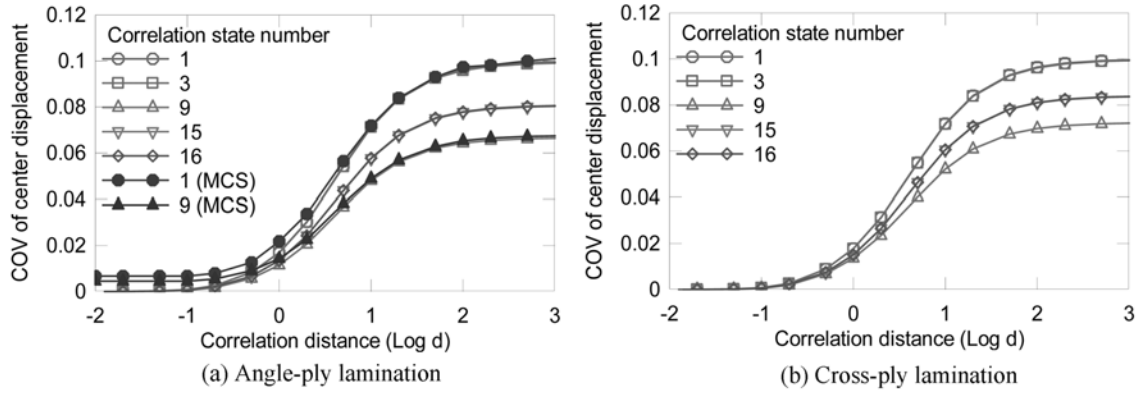 0.12
0.1
0.08
0.06
0.04
0.02
0
COV of center displacement
Correlation state number
1
3
9
15
16
1 (MCS)
9 (MCS)
-2 -1 0 1 2 3
Correlation distance (Log d)
(a) Angle-ply lamination
0.12
0.1
0.08
0.06
0.04
0.02
0
COV of center displacement
Correlation state number
1
3
9
15
16
-2 -1 0 1 2 3
Correlation distance (Log d)
(b) Cross-ply lamination